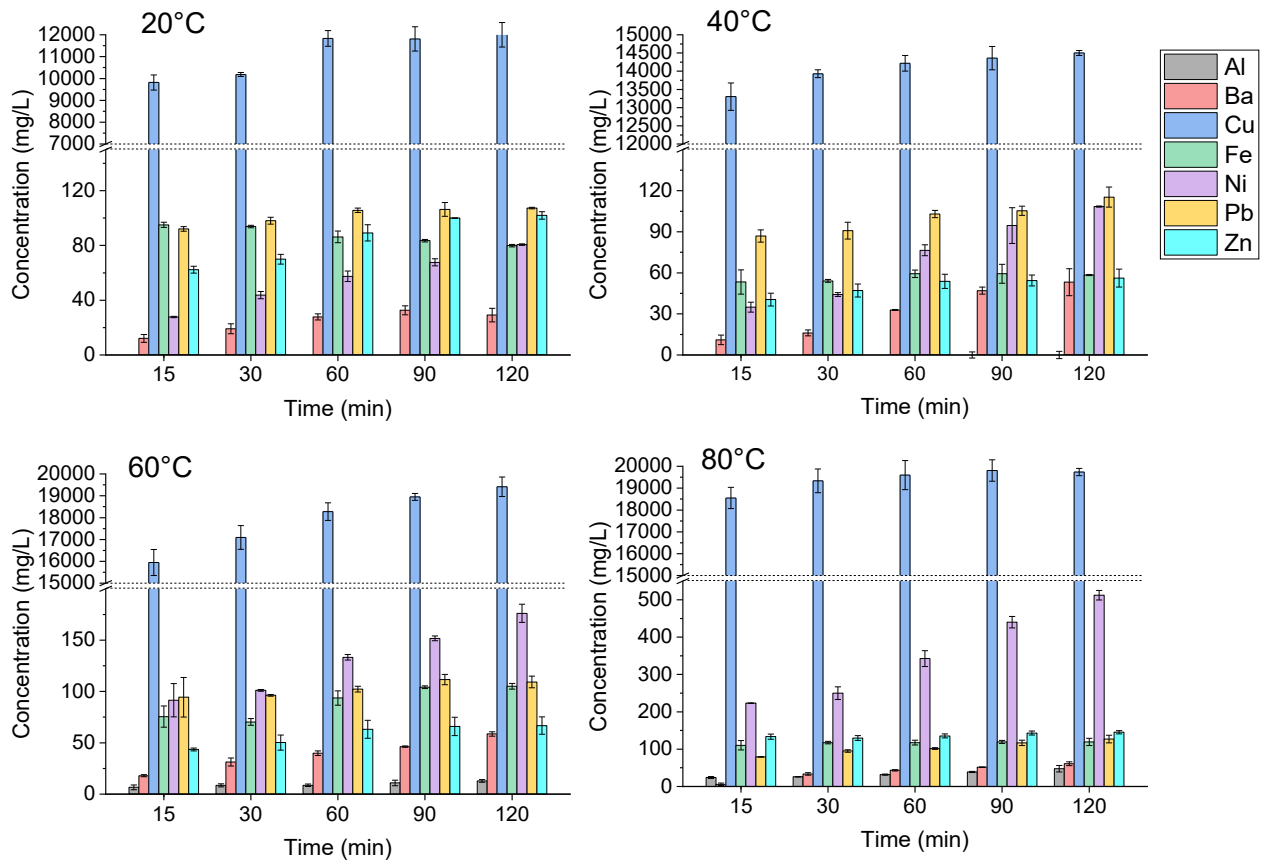 20°C
12000
11000
10000
9000
8000
7000
120
80
40
0
Concentration (mg/L)
15 30 60 90 120
Time (min)
40°C
15000
14500
14000
13500
13000
12500
12000
120
90
60
30
0
Concentration (mg/L)
15 30 60 90 120
Time (min)
Al
Ba
Cu
Fe
Ni
Pb
Zn
60°C
20000
19000
18000
17000
16000
15000
150
100
50
0
Concentration (mg/L)
15 30 60 90 120
Time (min)
80°C
20000
19000
18000
17000
16000
15000
500
400
300
200
100
0
Concentration (mg/L)
15 30 60 90 120
Time (min)